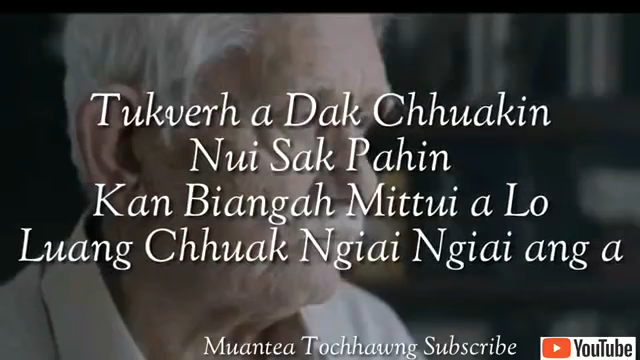 Tukverh a Dak Chhuakin
Nui Sak Pahin
Kan Biangah Mittui a Lo
Luang Chhuak Ngiai Ngiai ang a
Muantea Tochhawng Subscribe
YouTube